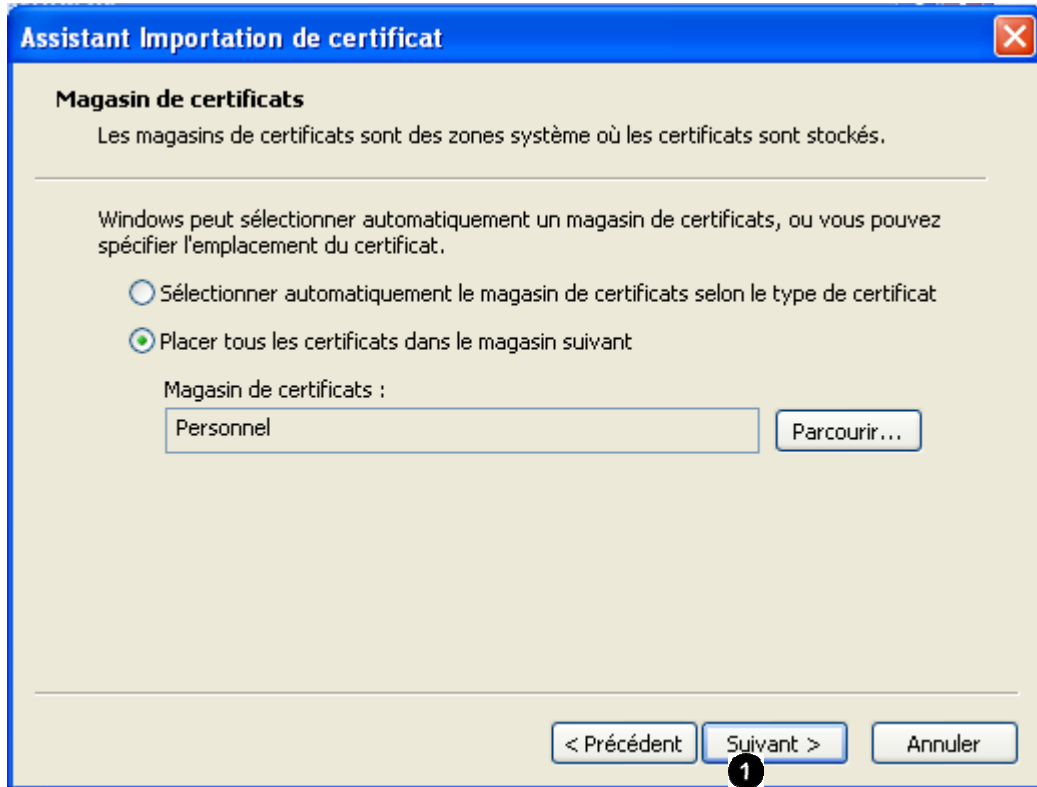 Assistant Importation de certificat
Magasin de certificats
Les magasins de certificats sont des zones système où les certificats sont stockés.
Windows peut sélectionner automatiquement un magasin de certificats, ou vous pouvez
spécifier l'emplacement du certificat.
Sélectionner automatiquement le magasin de certificats selon le type de certificat
Placer tous les certificats dans le magasin suivant
Magasin de certificats :
Personnel
Parcourir...
< Précédent
Suivant >
Annuler
1